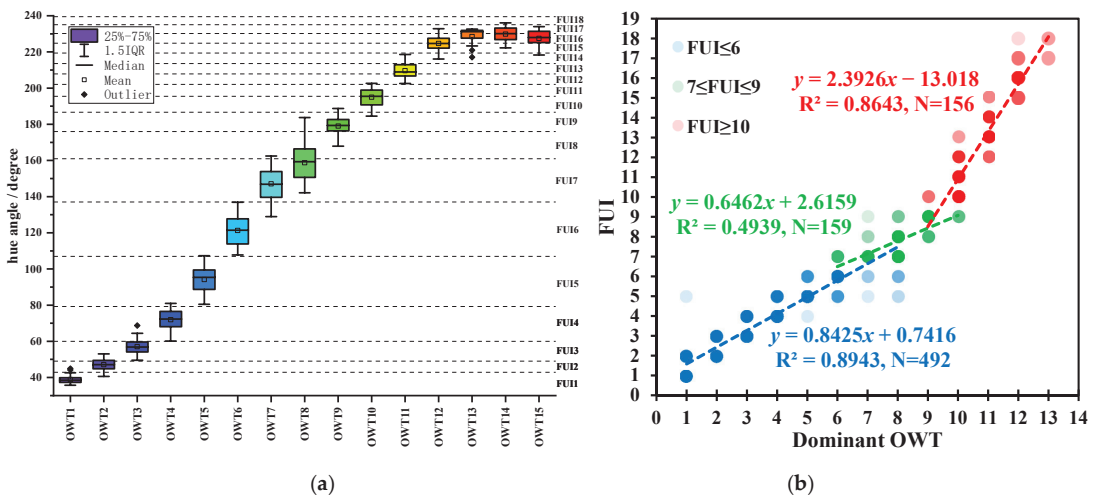 a
240
220
200
180
160
140
120
100
80
60
40
hue angle / degree
25%-75%
1.5IQR
Median
Mean
Outlier
FUI18
FUI17
FUI16
FUI15
FUI14
FUI13
FUI12
FUI11
FUI10
FUI9
FUI8
FUI7
FUI6
FUI5
FUI4
FUI3
FUI2
FUI1
OWT1
OWT2
OWT3
OWT4
OWT5
OWT6
OWT7
OWT8
OWT9
OWT10
OWT11
OWT12
OWT13
OWT14
OWT15
(a)
b
19
18
17
16
15
14
13
12
11
10
9
8
7
6
5
4
3
2
1
0
FUI
FUI≤6
7≤FUI≤9
FUI≥10
y = 2.3926x − 13.018
R² = 0.8643, N=156
y = 0.6462x + 2.6159
R² = 0.4939, N=159
y = 0.8425x + 0.7416
R² = 0.8943, N=492
0 1 2 3 4 5 6 7 8 9 10 11 12 13 14
Dominant OWT
(b)